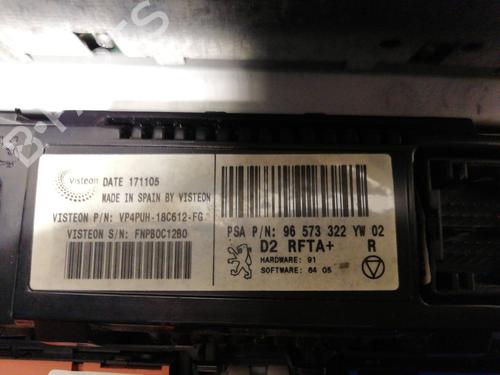 Visteon
DATE 171105
MADE IN SPAIN BY VISTEON
VISTEON P/N: VP4PUH-18C612-FG
VISTEON S/N: FNPB0C12B0
PSA P/N: 96 573 322 YW 02
D2 RFTA+ R
HARDWARE: 91
SOFTWARE: 64 05
B-PARTS